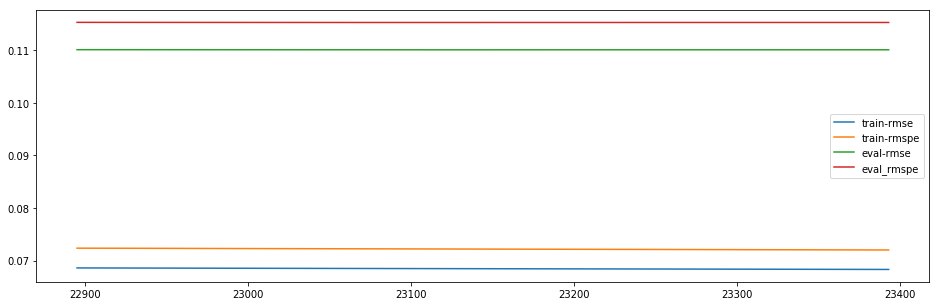 0.11
0.10
0.09
0.08
0.07
22900 23000 23100 23200 23300 23400
train-rmse
train-rmspe
eval-rmse
eval_rmspe